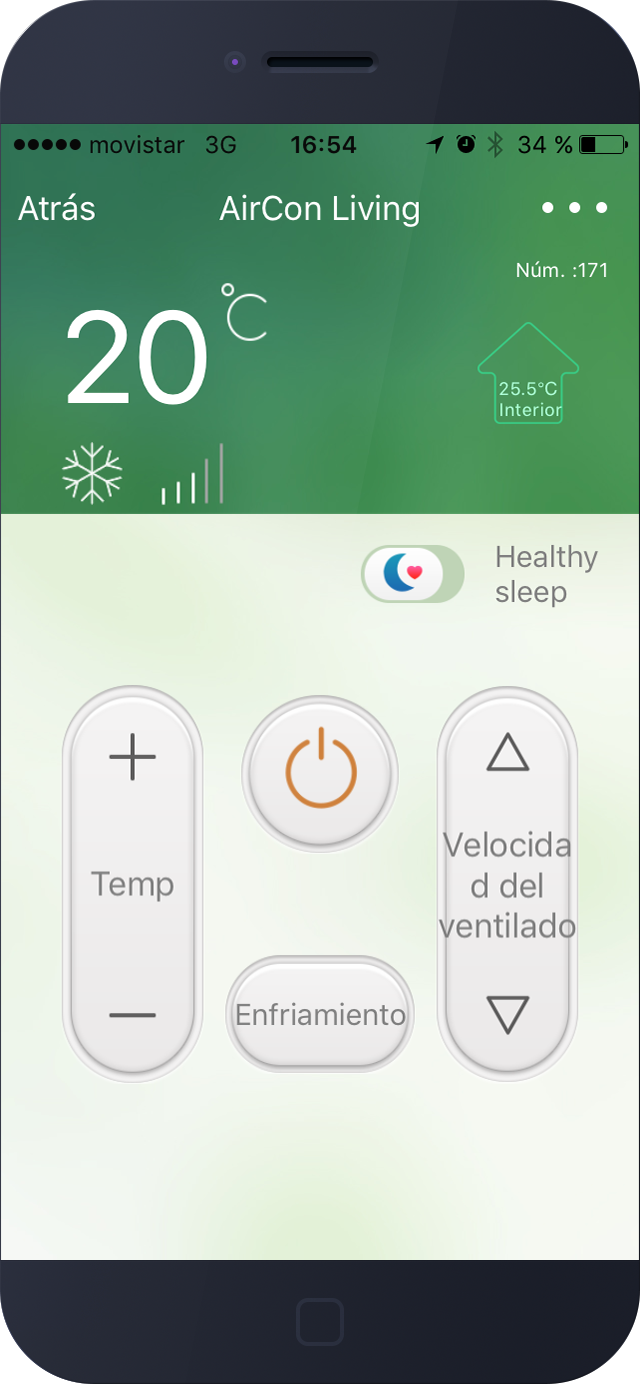 movistar 3G 16:54 34 %
Atrás AirCon Living
Núm. :171
20 °C
25.5°C
Interior
Healthy
sleep
Temp
Velocida
d del
ventilado
Enfriamiento